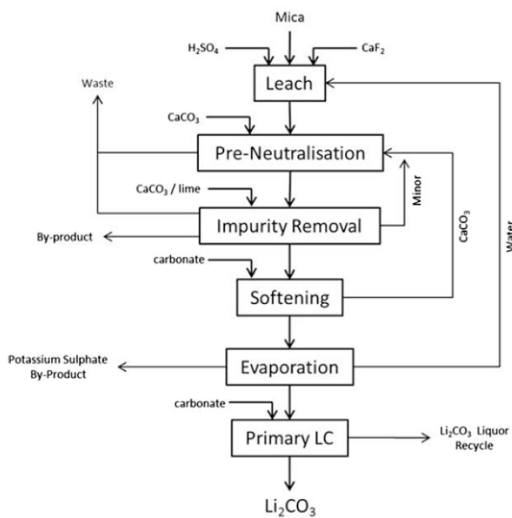 Mica
H₂SO₄
CaF₂
Leach
Waste
CaCO₃
Pre-Neutralisation
CaCO₃ / lime
Minor
CaCO₃
Water
Impurity Removal
By-product
carbonate
Softening
Potassium Sulphate
By-Product
Evaporation
carbonate
Primary LC
Li₂CO₃ Liquor
Recycle
Li₂CO₃